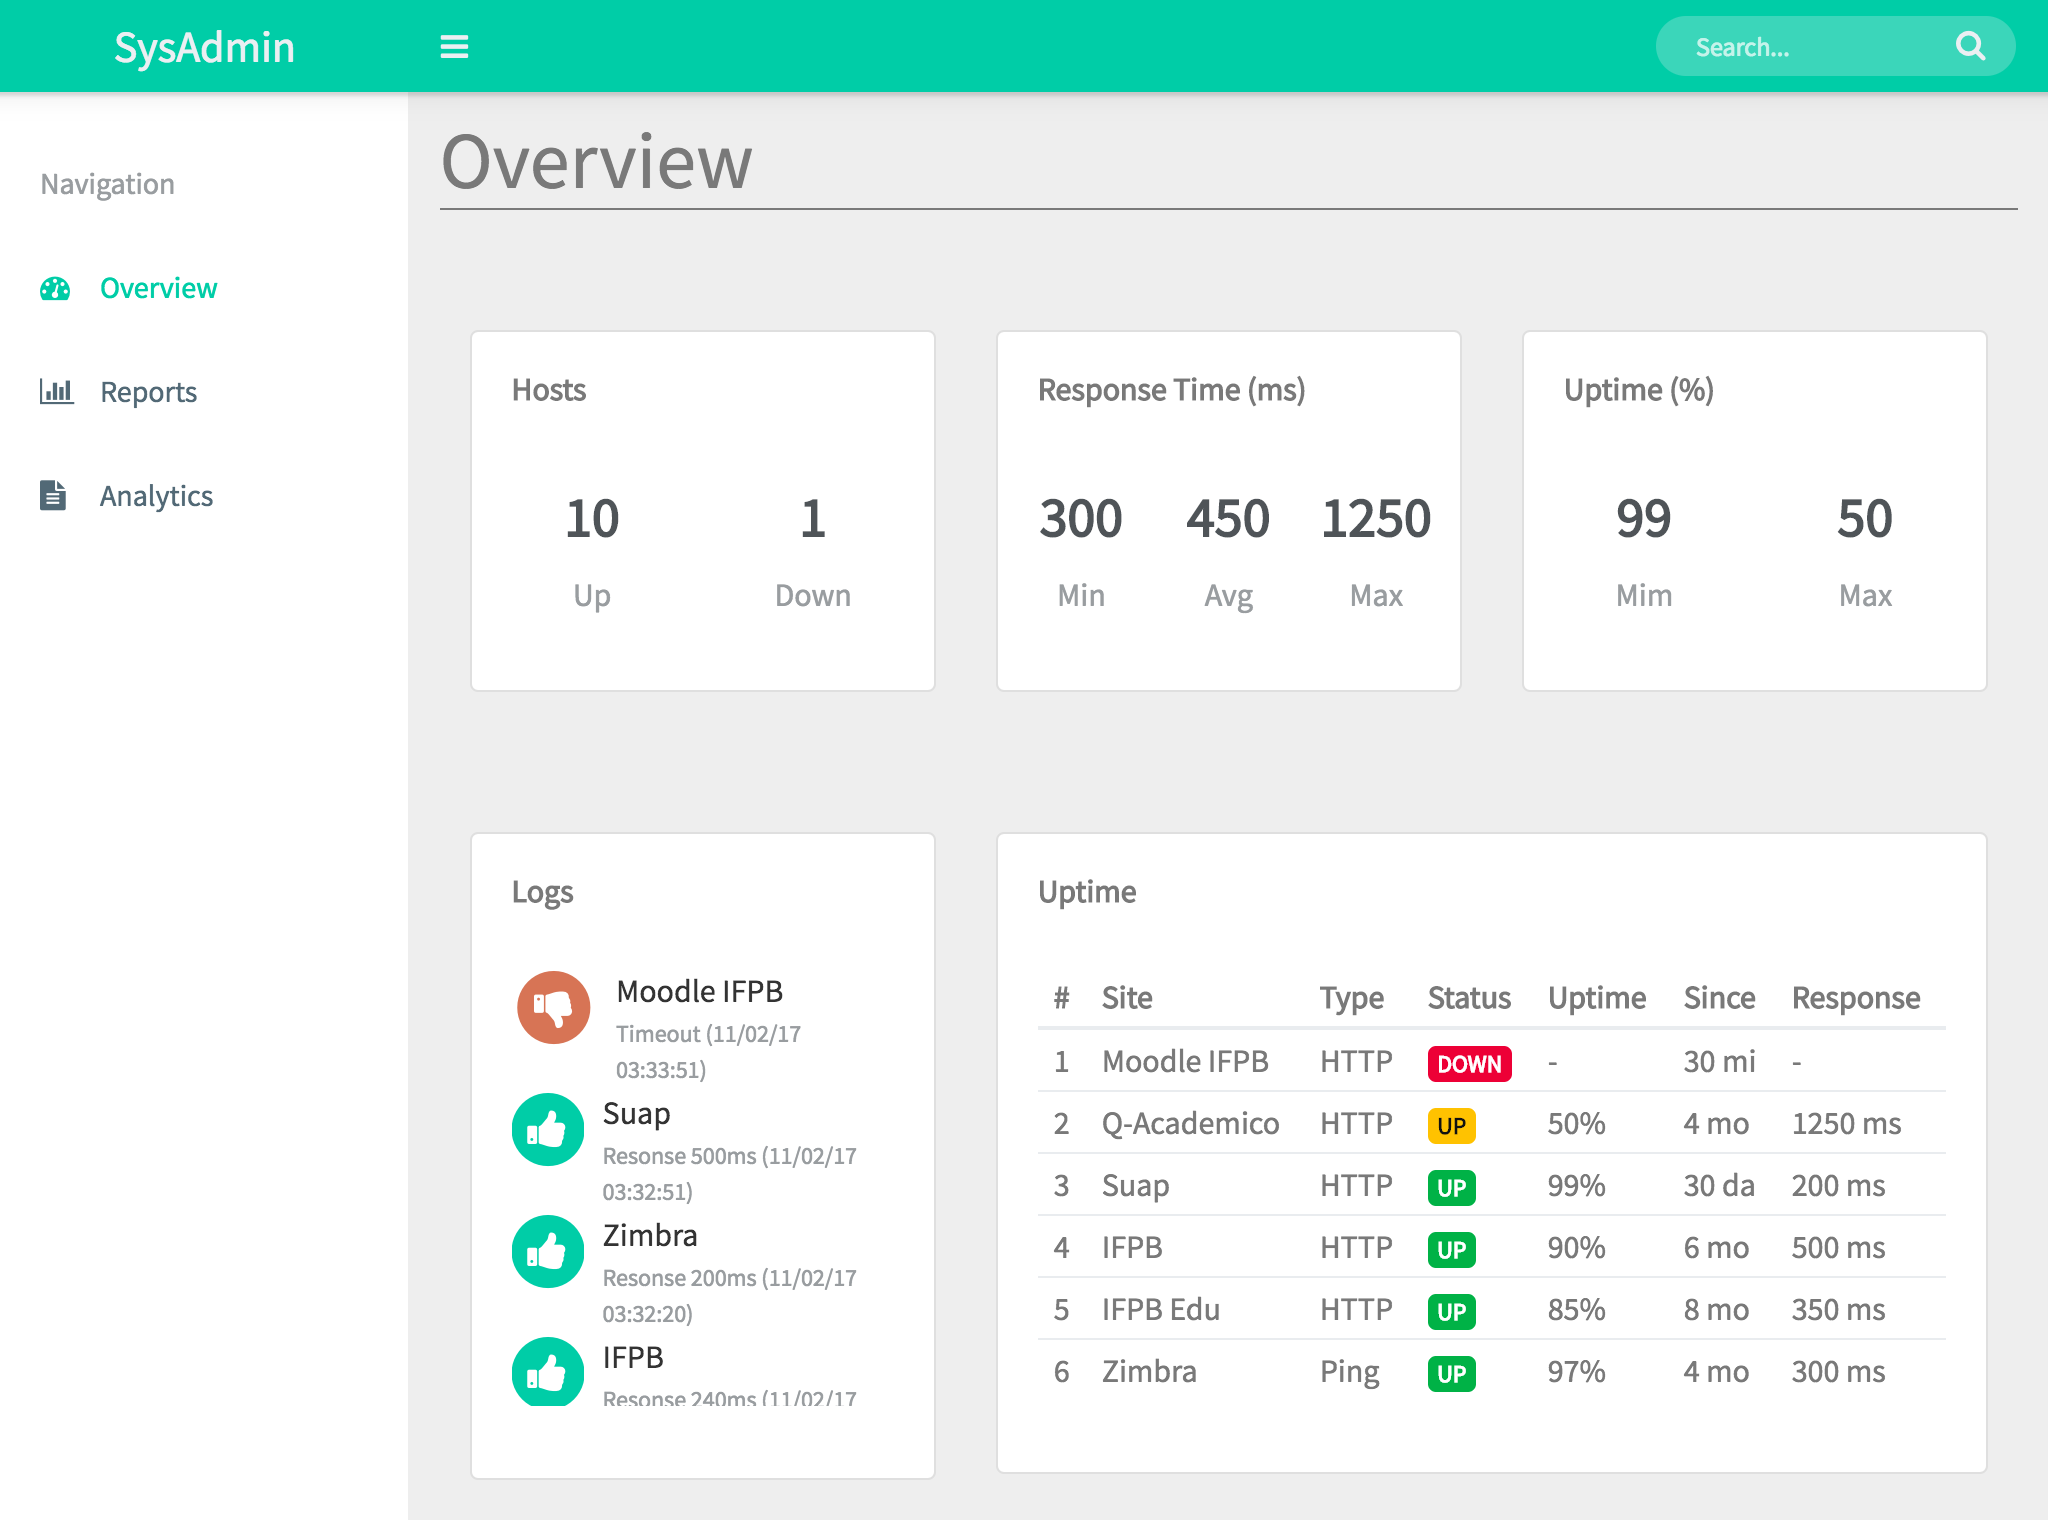 SysAdmin
Search...
Navigation
Overview
Reports
Analytics
Overview
Hosts
10 1
Up Down
Response Time (ms)
300 450 1250
Min Avg Max
Uptime (%)
99 50
Mim Max
Logs
Moodle IFPB
Timeout (11/02/17
03:33:51)
Suap
Resonse 500ms (11/02/17
03:32:51)
Zimbra
Resonse 200ms (11/02/17
03:32:20)
IFPB
Resonse 240ms (11/02/17
Uptime
# Site Type Status Uptime Since Response
1 Moodle IFPB HTTP DOWN - 30 mi -
2 Q-Academico HTTP UP 50% 4 mo 1250 ms
3 Suap HTTP UP 99% 30 da 200 ms
4 IFPB HTTP UP 90% 6 mo 500 ms
5 IFPB Edu HTTP UP 85% 8 mo 350 ms
6 Zimbra Ping UP 97% 4 mo 300 ms